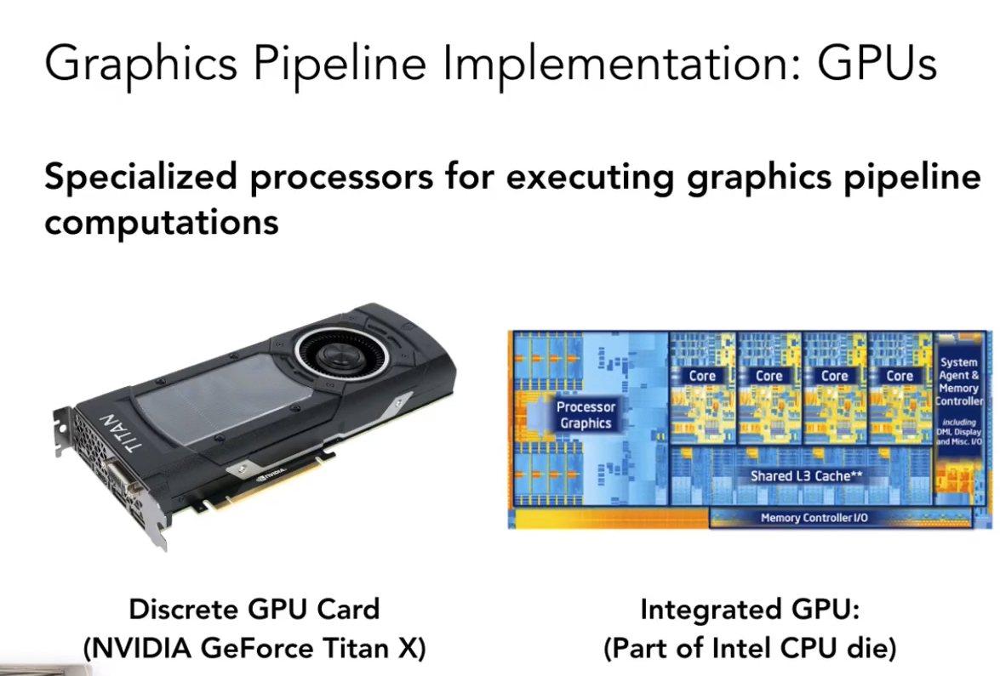 Graphics Pipeline Implementation: GPUs
Specialized processors for executing graphics pipeline
computations
TITAN
NVIDIA.
Processor
Graphics
Core
Core
Core
Core
System
Agent &
Memory
Controller
including
DMI, Display
and Misc. I/O
Shared L3 Cache**
Memory Controller I/O
Discrete GPU Card
(NVIDIA GeForce Titan X)
Integrated GPU:
(Part of Intel CPU die)